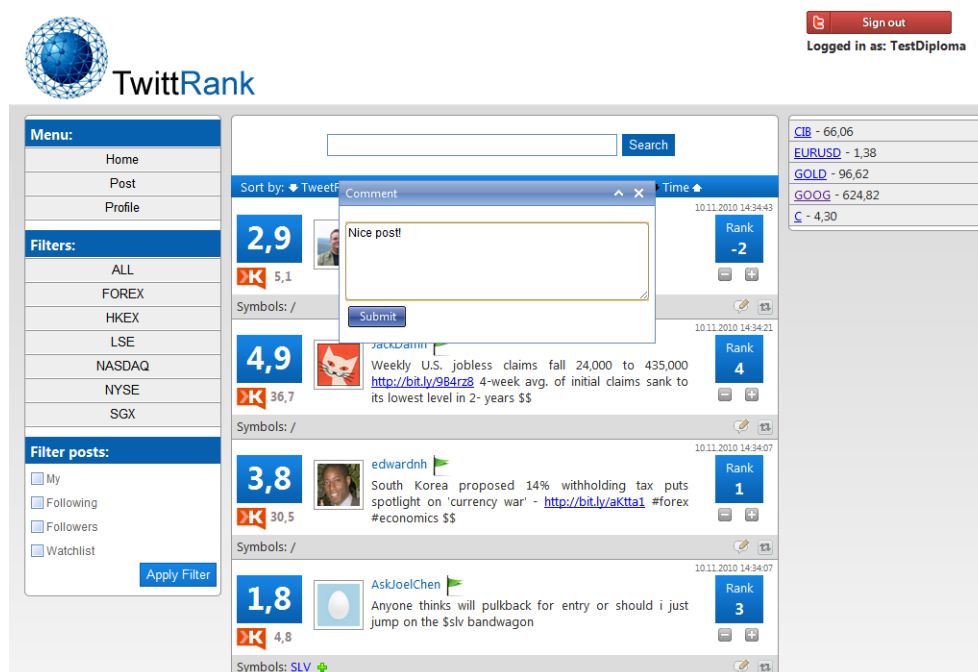 Sign out
Logged in as: TestDiploma
TwittRank
Menu:
Home
Post
Profile
Filters:
ALL
FOREX
HKEX
LSE
NASDAQ
NYSE
SGX
Filter posts:
My
Following
Followers
Watchlist
Apply Filter
Search
Sort by:
Time
Comment
Nice post!
Submit
10.11.2010 14:34:43
2,9
K 5,1
Rank
-2
Symbols: /
10.11.2010 14:34:21
4,9
K 36,7
JackDamn
Weekly U.S. jobless claims fall 24,000 to 435,000
http://bit.ly/9B4rz8 4-week avg. of initial claims sank to
its lowest level in 2- years $$
Rank
4
Symbols: /
10.11.2010 14:34:07
3,8
K 30,5
edwardnh
South Korea proposed 14% withholding tax puts
spotlight on 'currency war' - http://bit.ly/aKtta1 #forex
#economics $$
Rank
1
Symbols: /
10.11.2010 14:34:07
1,8
K 4,8
AskJoelChen
Anyone thinks will pulkback for entry or should i just
jump on the $slv bandwagon
Rank
3
Symbols: SLV
CIB - 66,06
EURUSD - 1,38
GOLD - 96,62
GOOG - 624,82
C - 4,30